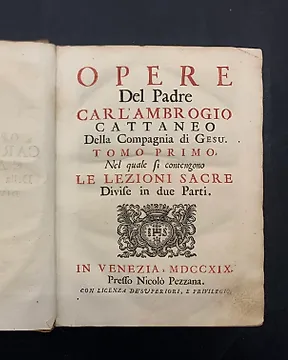 OPERE
Del Padre
CARL'AMBROGIO
CATTANEO
Della Compagnia di GESU.
TOMO PRIMO,
Nel quale si contengono
LE LEZIONI SACRE
Divise in due Parti.
IHS
IN VENEZIA, MDCCXIX.
Presso Nicolò Pezzana.
CON LICENZA DE SUPERIORI, E PRIVILEGIO.